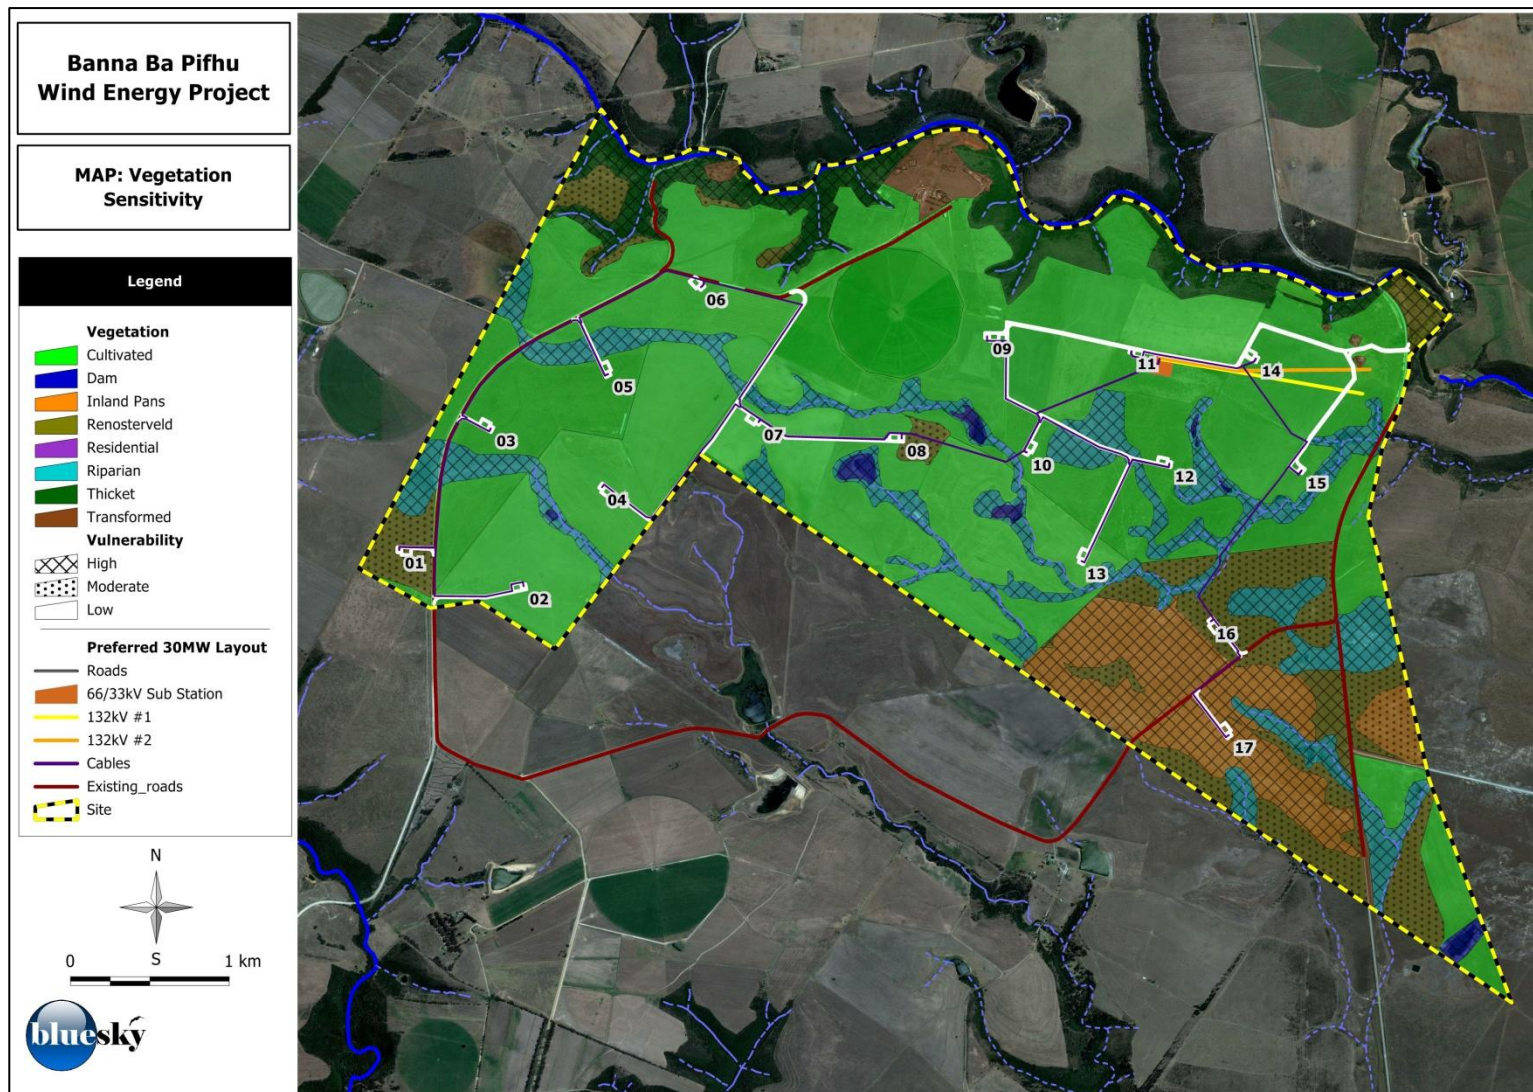 Banna Ba Pifhu
Wind Energy Project
MAP: Vegetation
Sensitivity
Legend
Vegetation
Cultivated
Dam
Inland Pans
Renosterveld
Residential
Riparian
Thicket
Transformed
Vulnerability
High
Moderate
Low
Preferred 30MW Layout
Roads
66/33kV Sub Station
132kV #1
132kV #2
Cables
Existing_roads
Site
N
S
0 1 km
bluesky
06
09
11
14
05
03
07
08
10
12
15
04
01
02
13
16
17